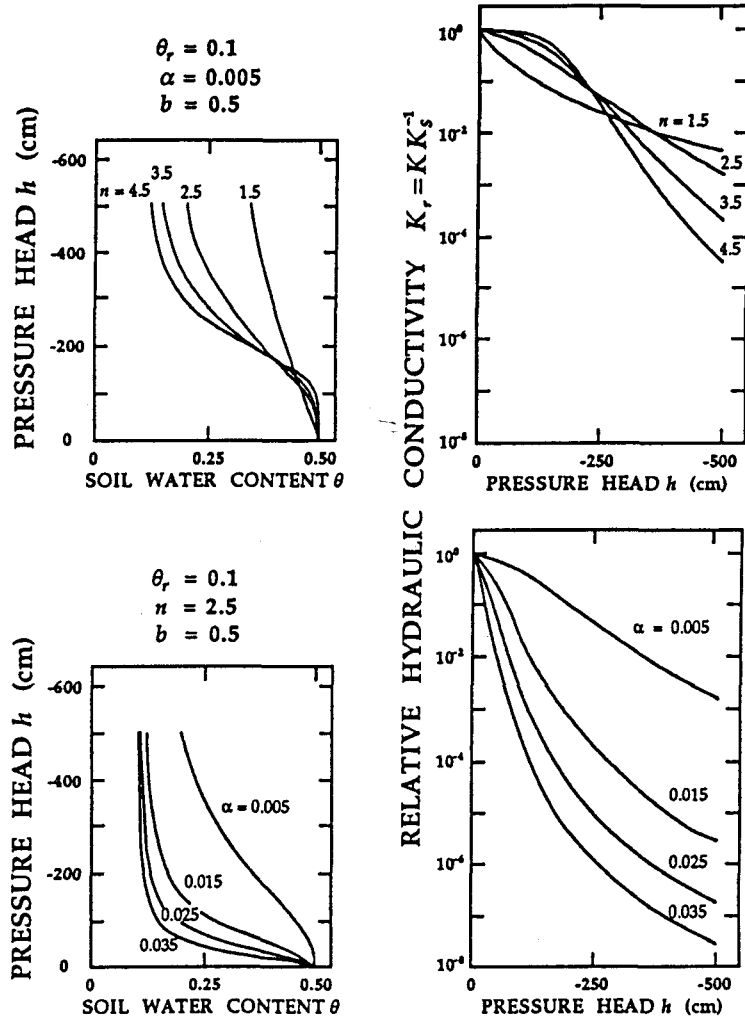 θr = 0.1
α = 0.005
b = 0.5
PRESSURE HEAD h (cm)
-600
-400
-200
0
n = 4.5
3.5
2.5
1.5
0
0.25
0.50
SOIL WATER CONTENT θ
RELATIVE HYDRAULIC CONDUCTIVITY Kr = K Ks⁻¹
10⁰
10⁻²
10⁻⁴
10⁻⁶
10⁻⁸
n = 1.5
2.5
3.5
4.5
0
-250
-500
PRESSURE HEAD h (cm)
θr = 0.1
n = 2.5
b = 0.5
PRESSURE HEAD h (cm)
-600
-400
-200
0
α = 0.005
0.015
0.025
0.035
0
0.25
0.50
SOIL WATER CONTENT θ
10⁰
10⁻²
10⁻⁴
10⁻⁶
10⁻⁸
α = 0.005
0.015
0.025
0.035
0
-250
-500
PRESSURE HEAD h (cm)